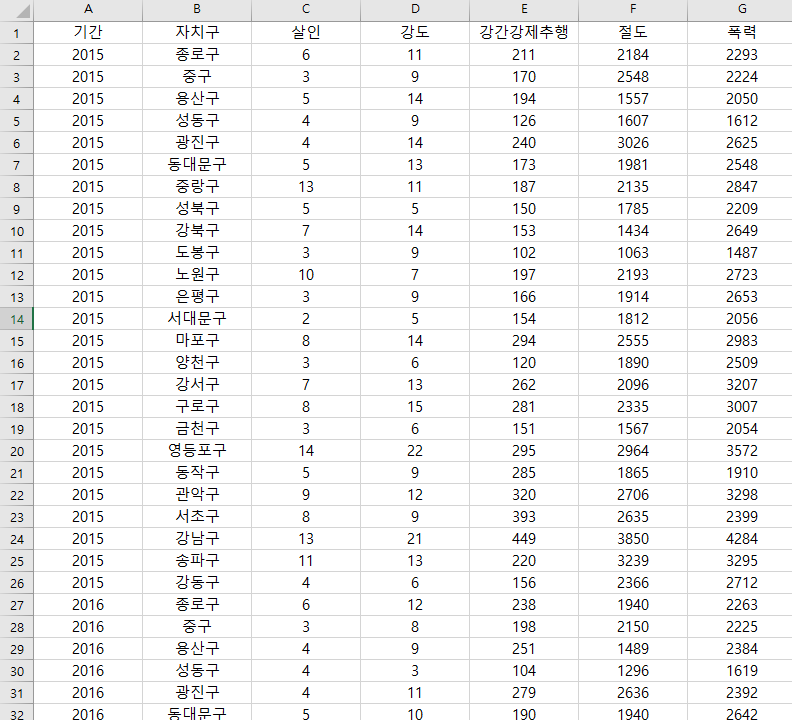 A B C D E F G
1 기간 자치구 살인 강도 강간강제추행 절도 폭력
2 2015 종로구 6 11 211 2184 2293
3 2015 중구 3 9 170 2548 2224
4 2015 용산구 5 14 194 1557 2050
5 2015 성동구 4 9 126 1607 1612
6 2015 광진구 4 14 240 3026 2625
7 2015 동대문구 5 13 173 1981 2548
8 2015 중랑구 13 11 187 2135 2847
9 2015 성북구 5 5 150 1785 2209
10 2015 강북구 7 14 153 1434 2649
11 2015 도봉구 3 9 102 1063 1487
12 2015 노원구 10 7 197 2193 2723
13 2015 은평구 3 9 166 1914 2653
14 2015 서대문구 2 5 154 1812 2056
15 2015 마포구 8 14 294 2555 2983
16 2015 양천구 3 6 120 1890 2509
17 2015 강서구 7 13 262 2096 3207
18 2015 구로구 8 15 281 2335 3007
19 2015 금천구 3 6 151 1567 2054
20 2015 영등포구 14 22 295 2964 3572
21 2015 동작구 5 9 285 1865 1910
22 2015 관악구 9 12 320 2706 3298
23 2015 서초구 8 9 393 2635 2399
24 2015 강남구 13 21 449 3850 4284
25 2015 송파구 11 13 220 3239 3295
26 2015 강동구 4 6 156 2366 2712
27 2016 종로구 6 12 238 1940 2263
28 2016 중구 3 8 198 2150 2225
29 2016 용산구 4 9 251 1489 2384
30 2016 성동구 4 3 104 1296 1619
31 2016 광진구 4 11 279 2636 2392
32 2016 동대문구 5 10 190 1940 2642